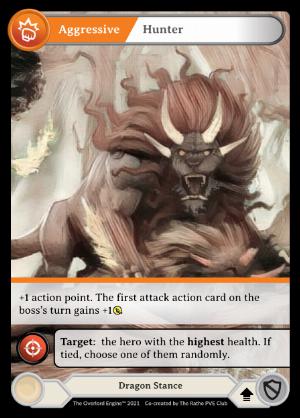 Aggressive Hunter
+1 action point. The first attack action card on the
boss's turn gains +1
Target: the hero with the highest health. If
tied, choose one of them randomly.
Dragon Stance
The Overlord Engine™ 2021 Co-created by The Rathe PVE Club